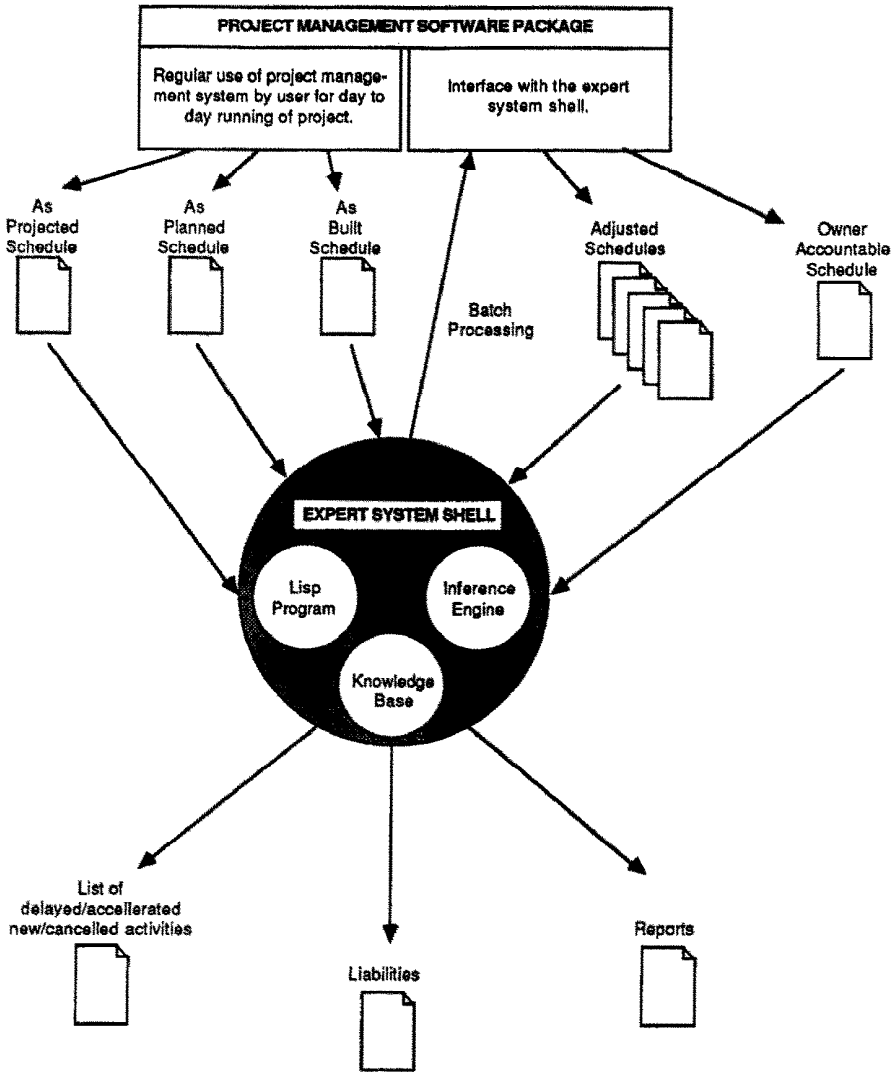 PROJECT MANAGEMENT SOFTWARE PACKAGE
Regular use of project manage-
ment system by user for day to
day running of project.
Interface with the expert
system shell.
As
Projected
Schedule
As
Planned
Schedule
As
Built
Schedule
Adjusted
Schedules
Owner
Accountable
Schedule
Batch
Processing
EXPERT SYSTEM SHELL
Lisp
Program
Inference
Engine
Knowledge
Base
List of
delayed/accellerated
new/cancelled activities
Liabilities
Reports